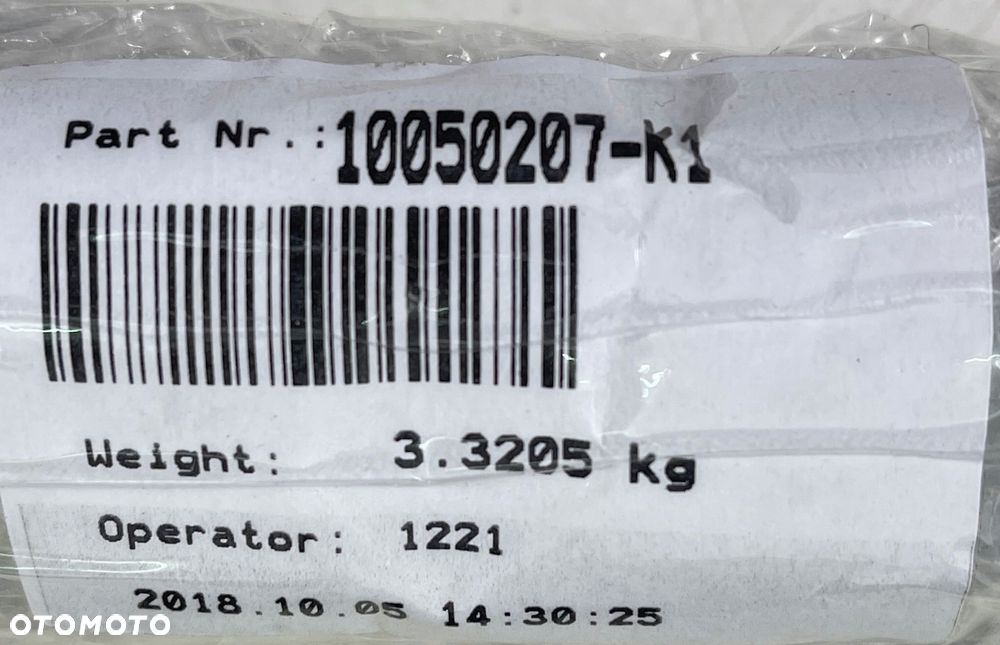 Part Nr.:10050207-K1
Weight: 3.3205 kg
Operator: 1221
2018.10.05 14:30:25
OTOMOTO